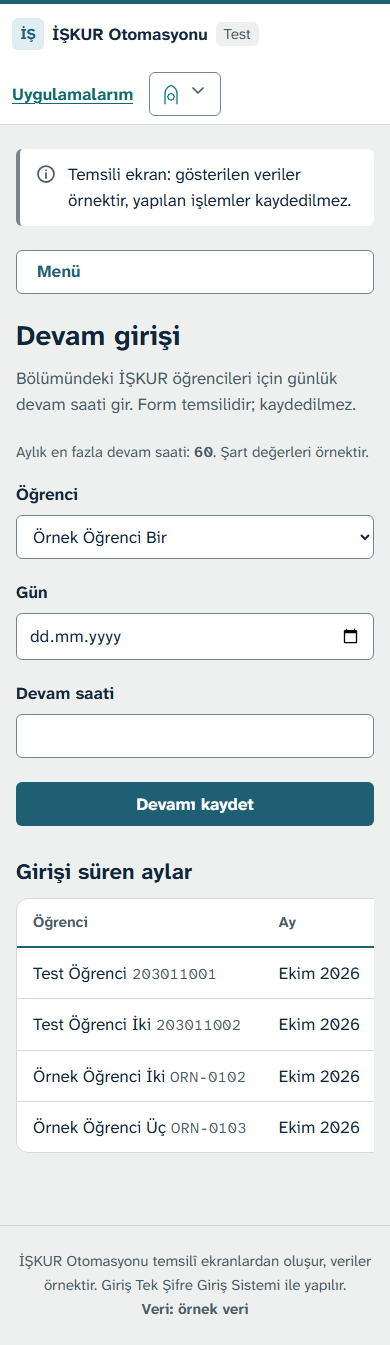 İŞ İŞKUR Otomasyonu Test
Uygulamalarım
Temsili ekran: gösterilen veriler
örnektir, yapılan işlemler kaydedilmez.
Menü
Devam girişi
Bölümündeki İŞKUR öğrencileri için günlük
devam saati gir. Form temsilidir; kaydedilmez.
Aylık en fazla devam saati: 60. Şart değerleri örnektir.
Öğrenci
Örnek Öğrenci Bir
Gün
dd.mm.yyyy
Devam saati
Devamı kaydet
Girişi süren aylar
Öğrenci Ay
Test Öğrenci 203011001 Ekim 2026
Test Öğrenci İki 203011002 Ekim 2026
Örnek Öğrenci İki ORN-0102 Ekim 2026
Örnek Öğrenci Üç ORN-0103 Ekim 2026
İŞKUR Otomasyonu temsilî ekranlardan oluşur, veriler
örnektir. Giriş Tek Şifre Giriş Sistemi ile yapılır.
Veri: örnek veri